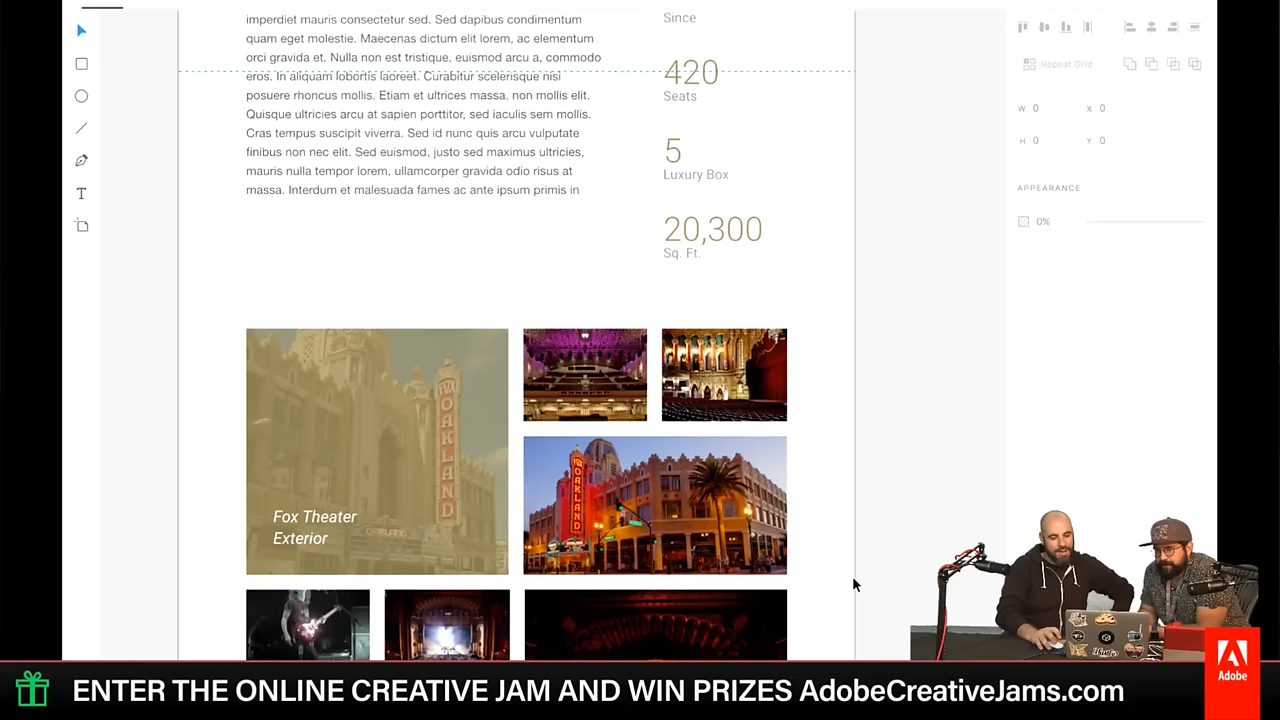 imperdiet mauris consectetur sed. Sed dapibus condimentum
quam eget molestie. Maecenas dictum elit lorem, ac elementum
orci gravida et. Nulla non est tristique, euismod arcu a, commodo
eros. In aliquam lobortis laoreet. Curabitur scelerisque nisi
posuere rhoncus mollis. Etiam et ultrices massa, non mollis elit.
Quisque ultricies arcu at sapien porttitor, sed iaculis sem mollis.
Cras tempus suscipit viverra. Sed id nunc quis arcu vulputate
finibus non nec elit. Sed euismod, justo sed maximus ultricies,
mauris nulla tempor lorem, ullamcorper gravida odio risus at
massa. Interdum et malesuada fames ac ante ipsum primis in
Since
420
Seats
5
Luxury Box
20,300
Sq. Ft.
Repeat Grid
W 0 X 0
H 0 Y 0
APPEARANCE
0%
T
FOX
OAKLAND
OAKLAND
Fox Theater
Exterior
FOX
OAKLAND
ENTER THE ONLINE CREATIVE JAM AND WIN PRIZES AdobeCreativeJams.com
Adobe